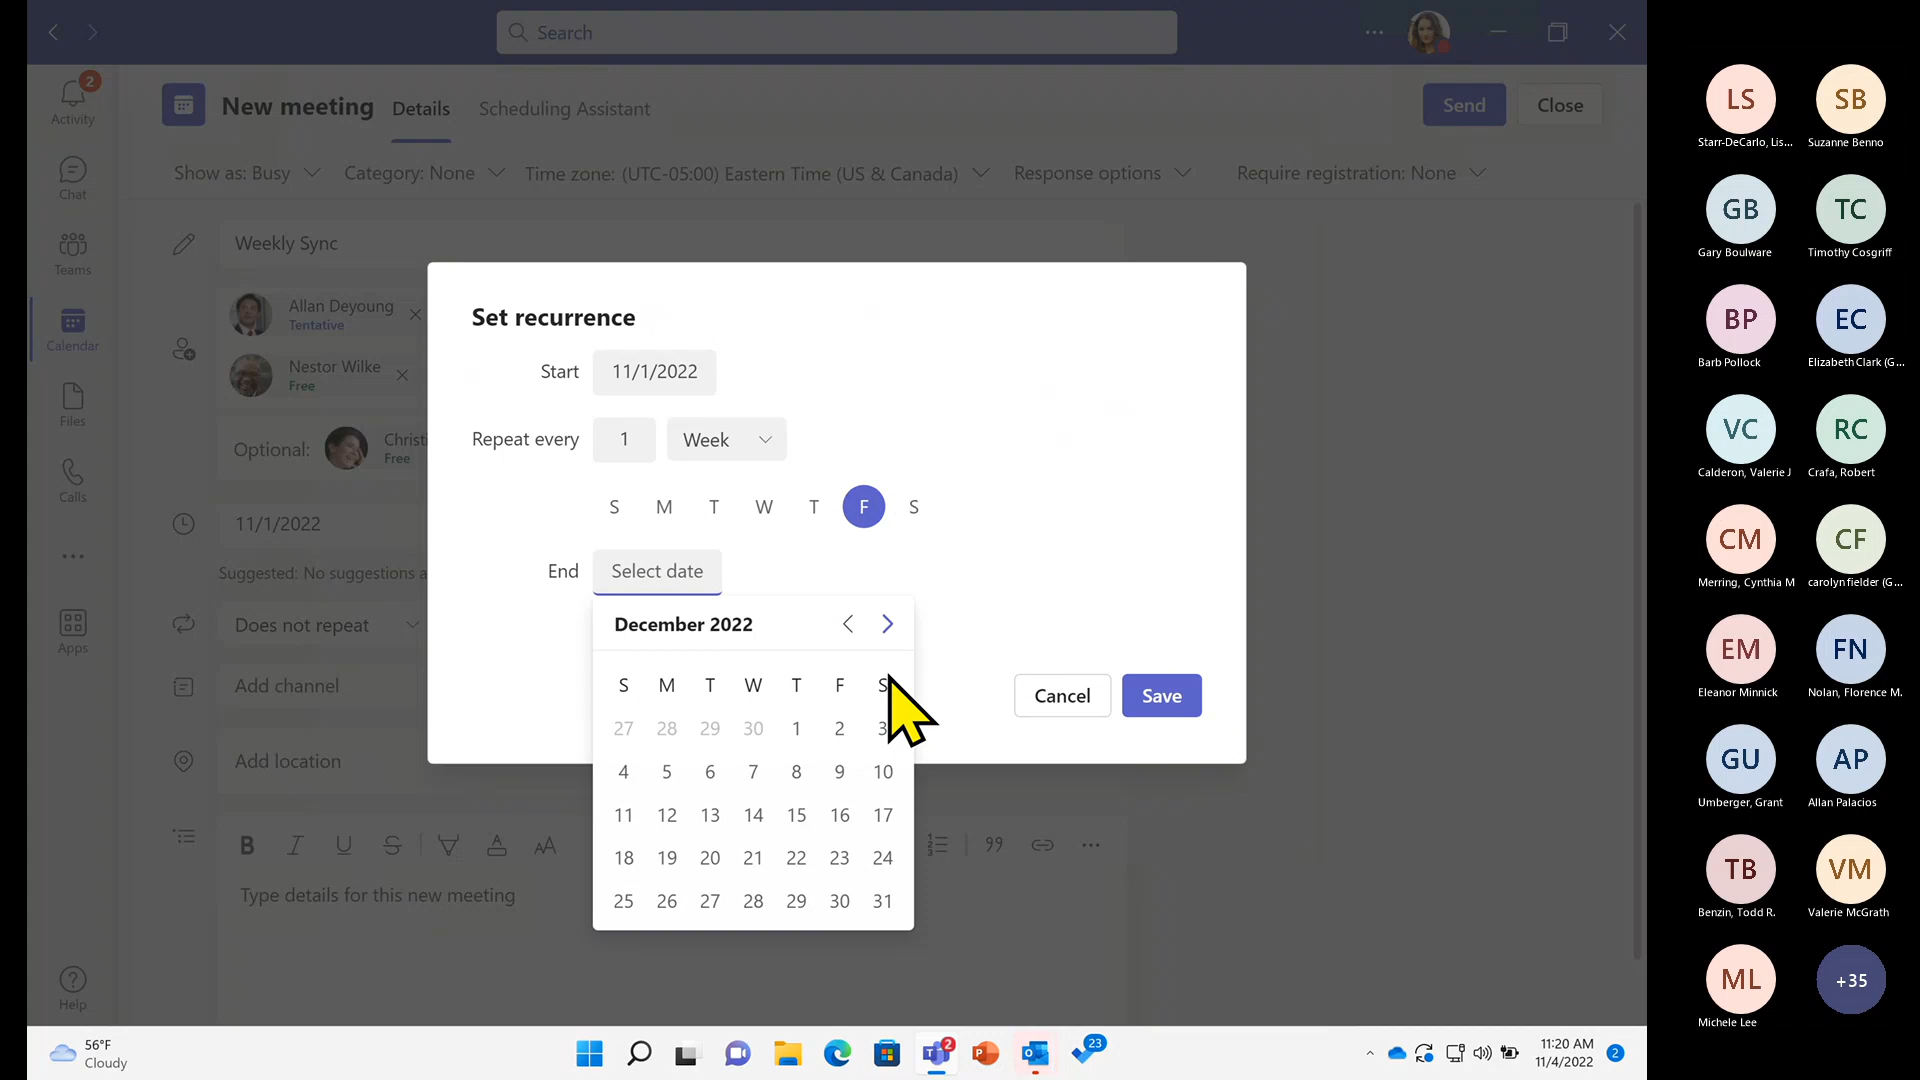 Search
2
Activity
Chat
Teams
Calendar
Files
Calls
Apps
Help
New meeting
Details
Scheduling Assistant
Send
Close
Show as: Busy
Category: None
Time zone: (UTC-05:00) Eastern Time (US & Canada)
Response options
Require registration: None
Weekly Sync
Allan Deyoung
Tentative
Nestor Wilke
Free
Optional:
Christi
Free
11/1/2022
Suggested: No suggestions a
Does not repeat
Add channel
Add location
B I U S AA
Type details for this new meeting
Set recurrence
Start 11/1/2022
Repeat every 1 Week
S M T W T F S
End Select date
December 2022
S M T W T F S
27 28 29 30 1 2 3
4 5 6 7 8 9 10
11 12 13 14 15 16 17
18 19 20 21 22 23 24
25 26 27 28 29 30 31
Cancel
Save
LS
Starr-DeCarlo, Lis...
SB
Suzanne Benno
GB
Gary Boulware
TC
Timothy Cosgriff
BP
Barb Pollock
EC
Elizabeth Clark (G...
VC
Calderon, Valerie J
RC
Crafa, Robert
CM
Merring, Cynthia M
CF
carolyn fielder (G...
EM
Eleanor Minnick
FN
Nolan, Florence M.
GU
Umberger, Grant
AP
Allan Palacios
TB
Benzin, Todd R.
VM
Valerie McGrath
ML
Michele Lee
+35
56°F
Cloudy
2
23
11:20 AM
11/4/2022
2